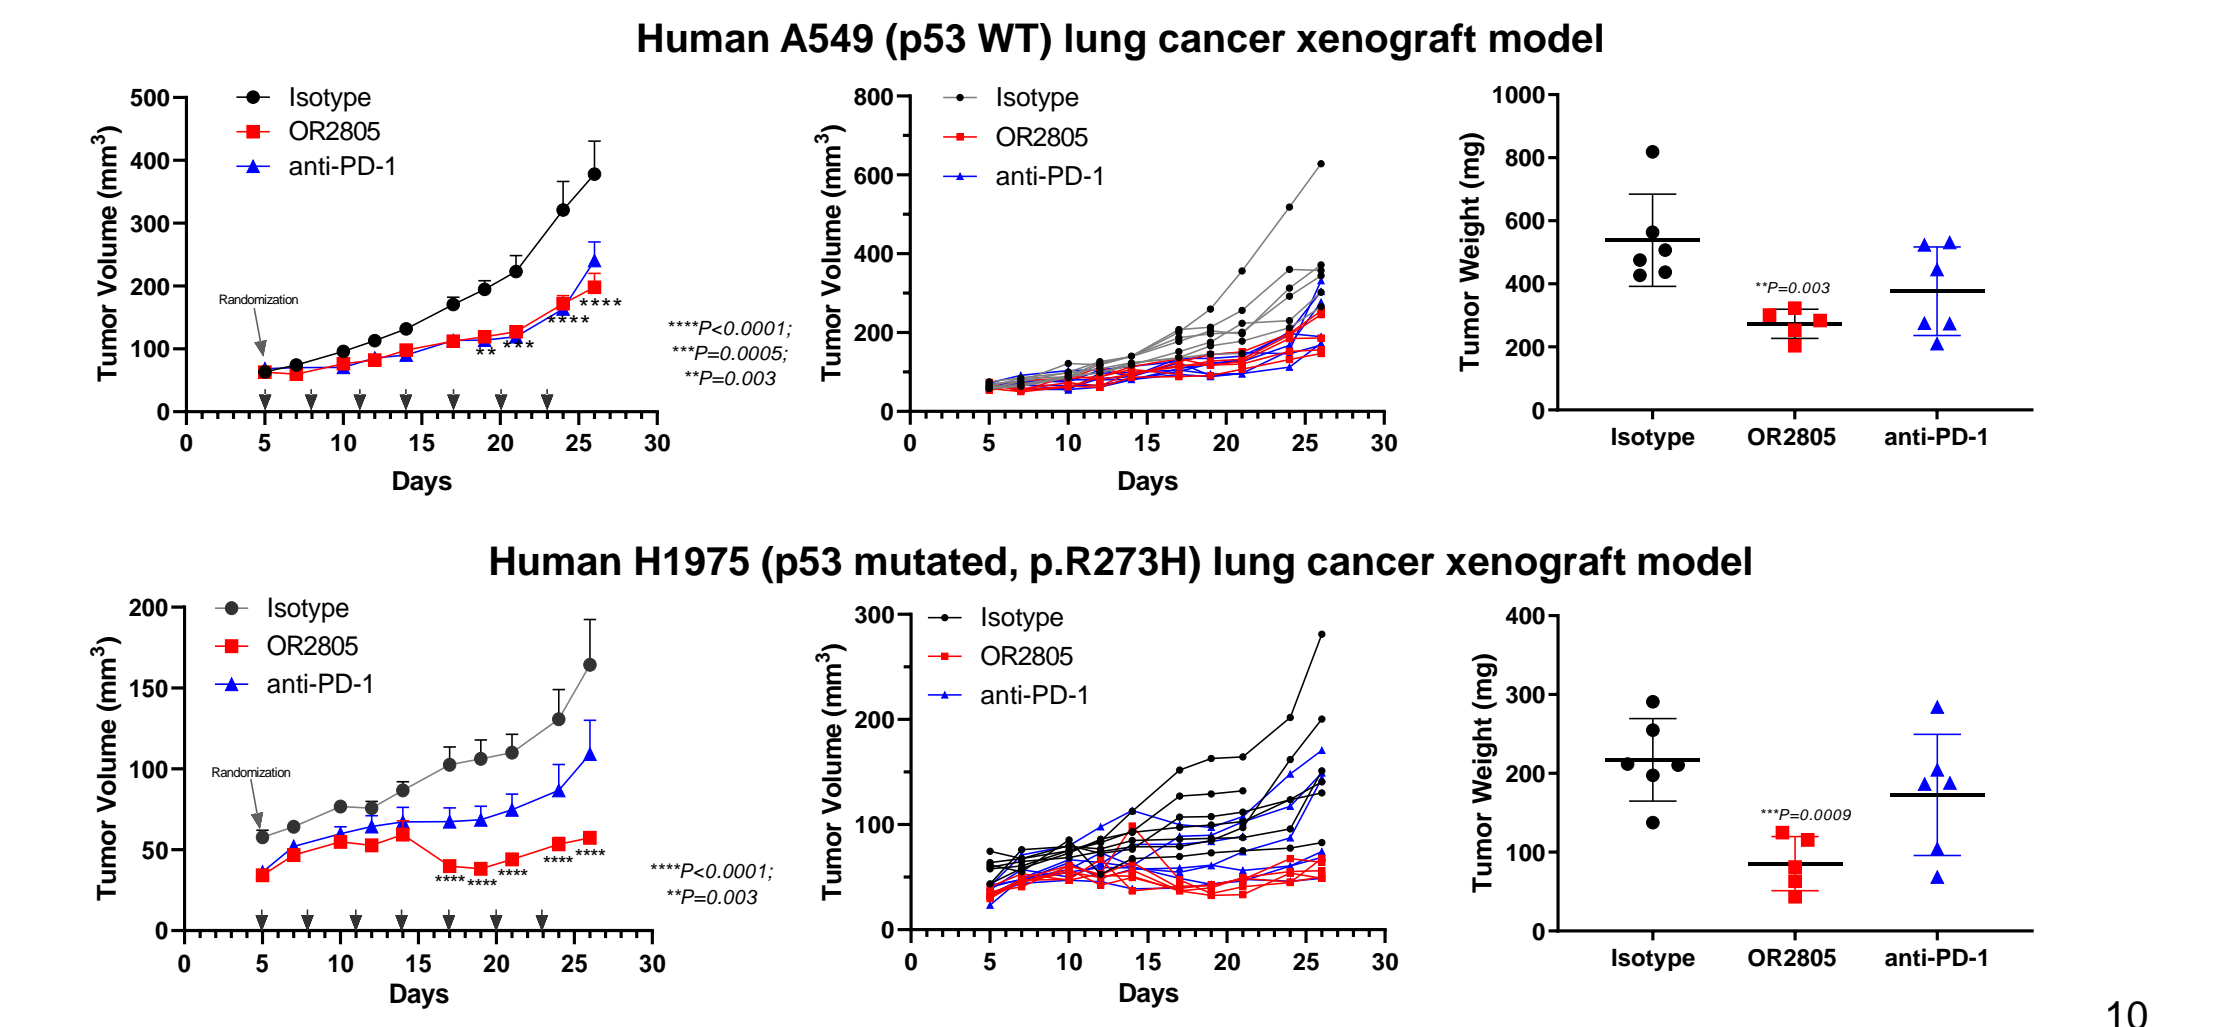 Human A549 (p53 WT) lung cancer xenograft model
Tumor Volume (mm3)
500
400
300
200
100
0
Isotype
OR2805
anti-PD-1
Randomization
** *** **** ****
****P<0.0001;
***P=0.0005;
**P=0.003
0 5 10 15 20 25 30
Days
Tumor Volume (mm3)
800
600
400
200
0
Isotype
OR2805
anti-PD-1
0 5 10 15 20 25 30
Days
Tumor Weight (mg)
1000
800
600
400
200
0
**P=0.003
Isotype OR2805 anti-PD-1
Human H1975 (p53 mutated, p.R273H) lung cancer xenograft model
Tumor Volume (mm3)
200
150
100
50
0
Isotype
OR2805
anti-PD-1
Randomization
**** **** **** **** ****
****P<0.0001;
**P=0.003
0 5 10 15 20 25 30
Days
Tumor Volume (mm3)
300
200
100
0
Isotype
OR2805
anti-PD-1
0 5 10 15 20 25 30
Days
Tumor Weight (mg)
400
300
200
100
0
***P=0.0009
Isotype OR2805 anti-PD-1
10